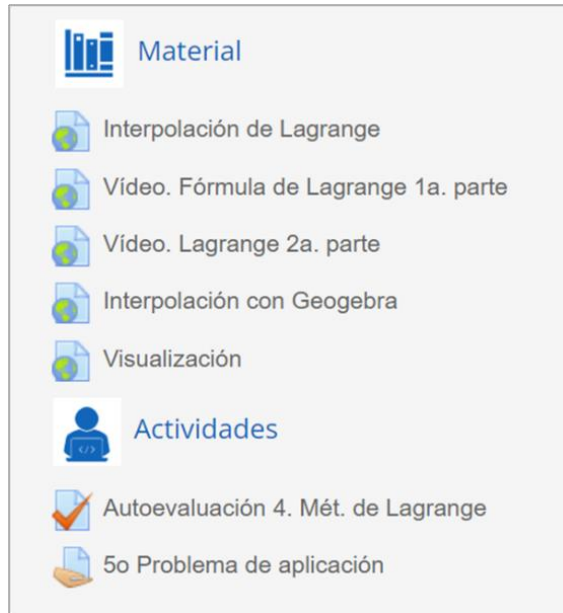 Material
Interpolación de Lagrange
Vídeo. Fórmula de Lagrange 1a. parte
Vídeo. Lagrange 2a. parte
Interpolación con Geogebra
Visualización
Actividades
Autoevaluación 4. Mét. de Lagrange
5o Problema de aplicación